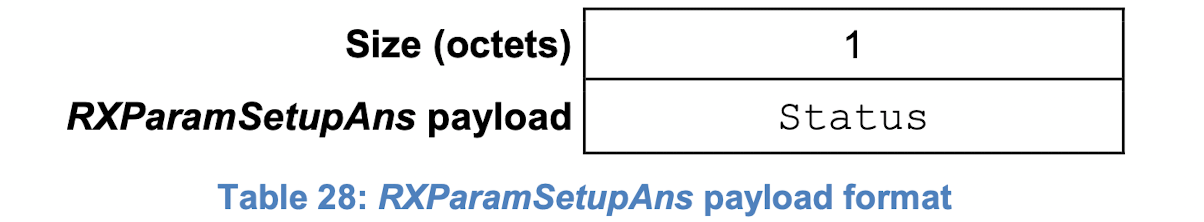 Size (octets) 1
RXParamSetupAns payload Status
Table 28: RXParamSetupAns payload format